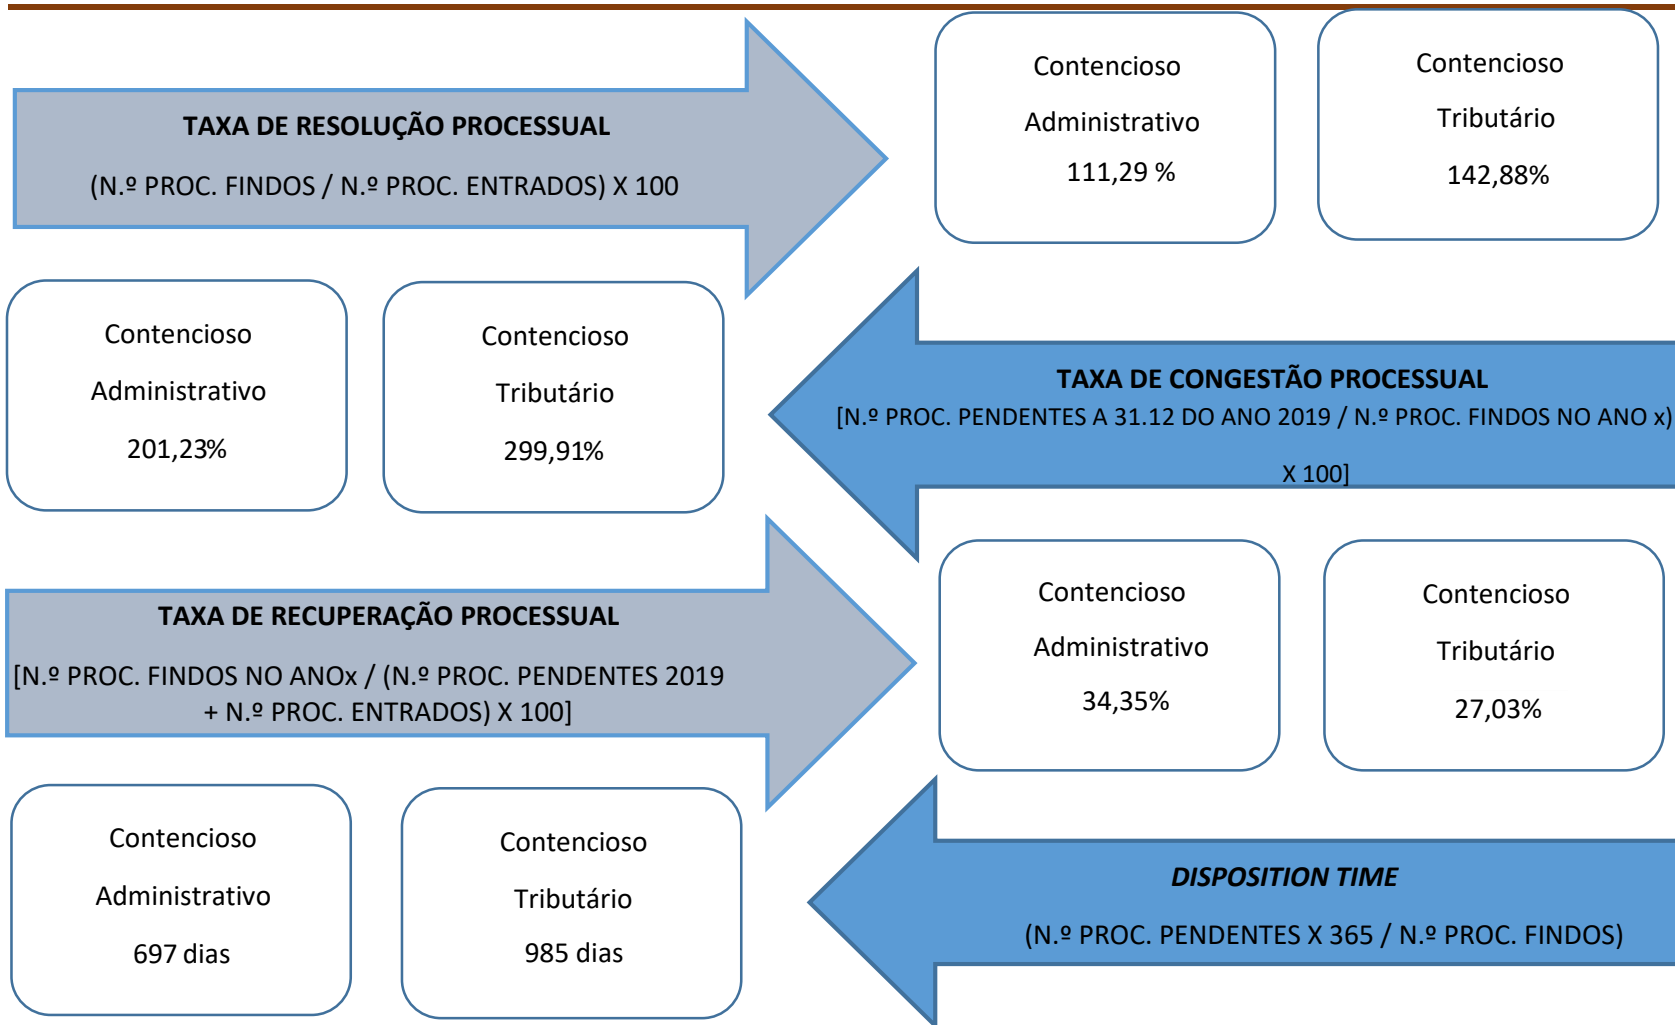 TAXA DE RESOLUÇÃO PROCESSUAL
(N.º PROC. FINDOS / N.º PROC. ENTRADOS) X 100
Contencioso
Administrativo
111,29 %
Contencioso
Tributário
142,88%
Contencioso
Administrativo
201,23%
Contencioso
Tributário
299,91%
TAXA DE CONGESTÃO PROCESSUAL
[N.º PROC. PENDENTES A 31.12 DO ANO 2019 / N.º PROC. FINDOS NO ANO x)
X 100]
TAXA DE RECUPERAÇÃO PROCESSUAL
[N.º PROC. FINDOS NO ANOx / (N.º PROC. PENDENTES 2019
+ N.º PROC. ENTRADOS) X 100]
Contencioso
Administrativo
34,35%
Contencioso
Tributário
27,03%
Contencioso
Administrativo
697 dias
Contencioso
Tributário
985 dias
DISPOSITION TIME
(N.º PROC. PENDENTES X 365 / N.º PROC. FINDOS)